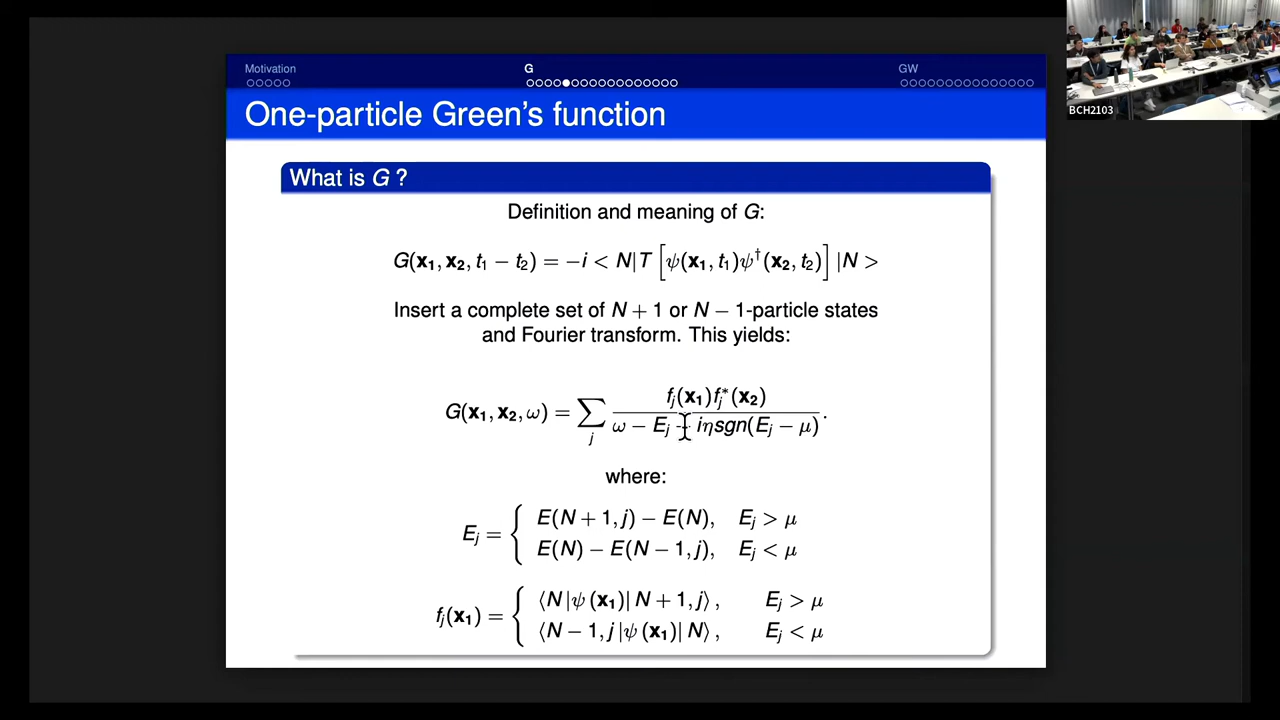 Motivation G GW
One-particle Green's function
What is G ?
Definition and meaning of G:
G(x₁, x₂, t₁ − t₂) = −i < N|T [ψ(x₁, t₁)ψ†(x₂, t₂)] |N >
Insert a complete set of N + 1 or N − 1-particle states
and Fourier transform. This yields:
fⱼ(x₁)fⱼ*(x₂)
G(x₁, x₂, ω) = ∑ⱼ
ω − Eⱼ iηsgn(Eⱼ − μ) .
where:
E(N + 1, j) − E(N), Eⱼ > μ
Eⱼ = {
E(N) − E(N − 1, j), Eⱼ < μ
⟨N |ψ (x₁)| N + 1, j⟩ , Eⱼ > μ
fⱼ(x₁) = {
⟨N − 1, j |ψ (x₁)| N⟩ , Eⱼ < μ
BCH2103